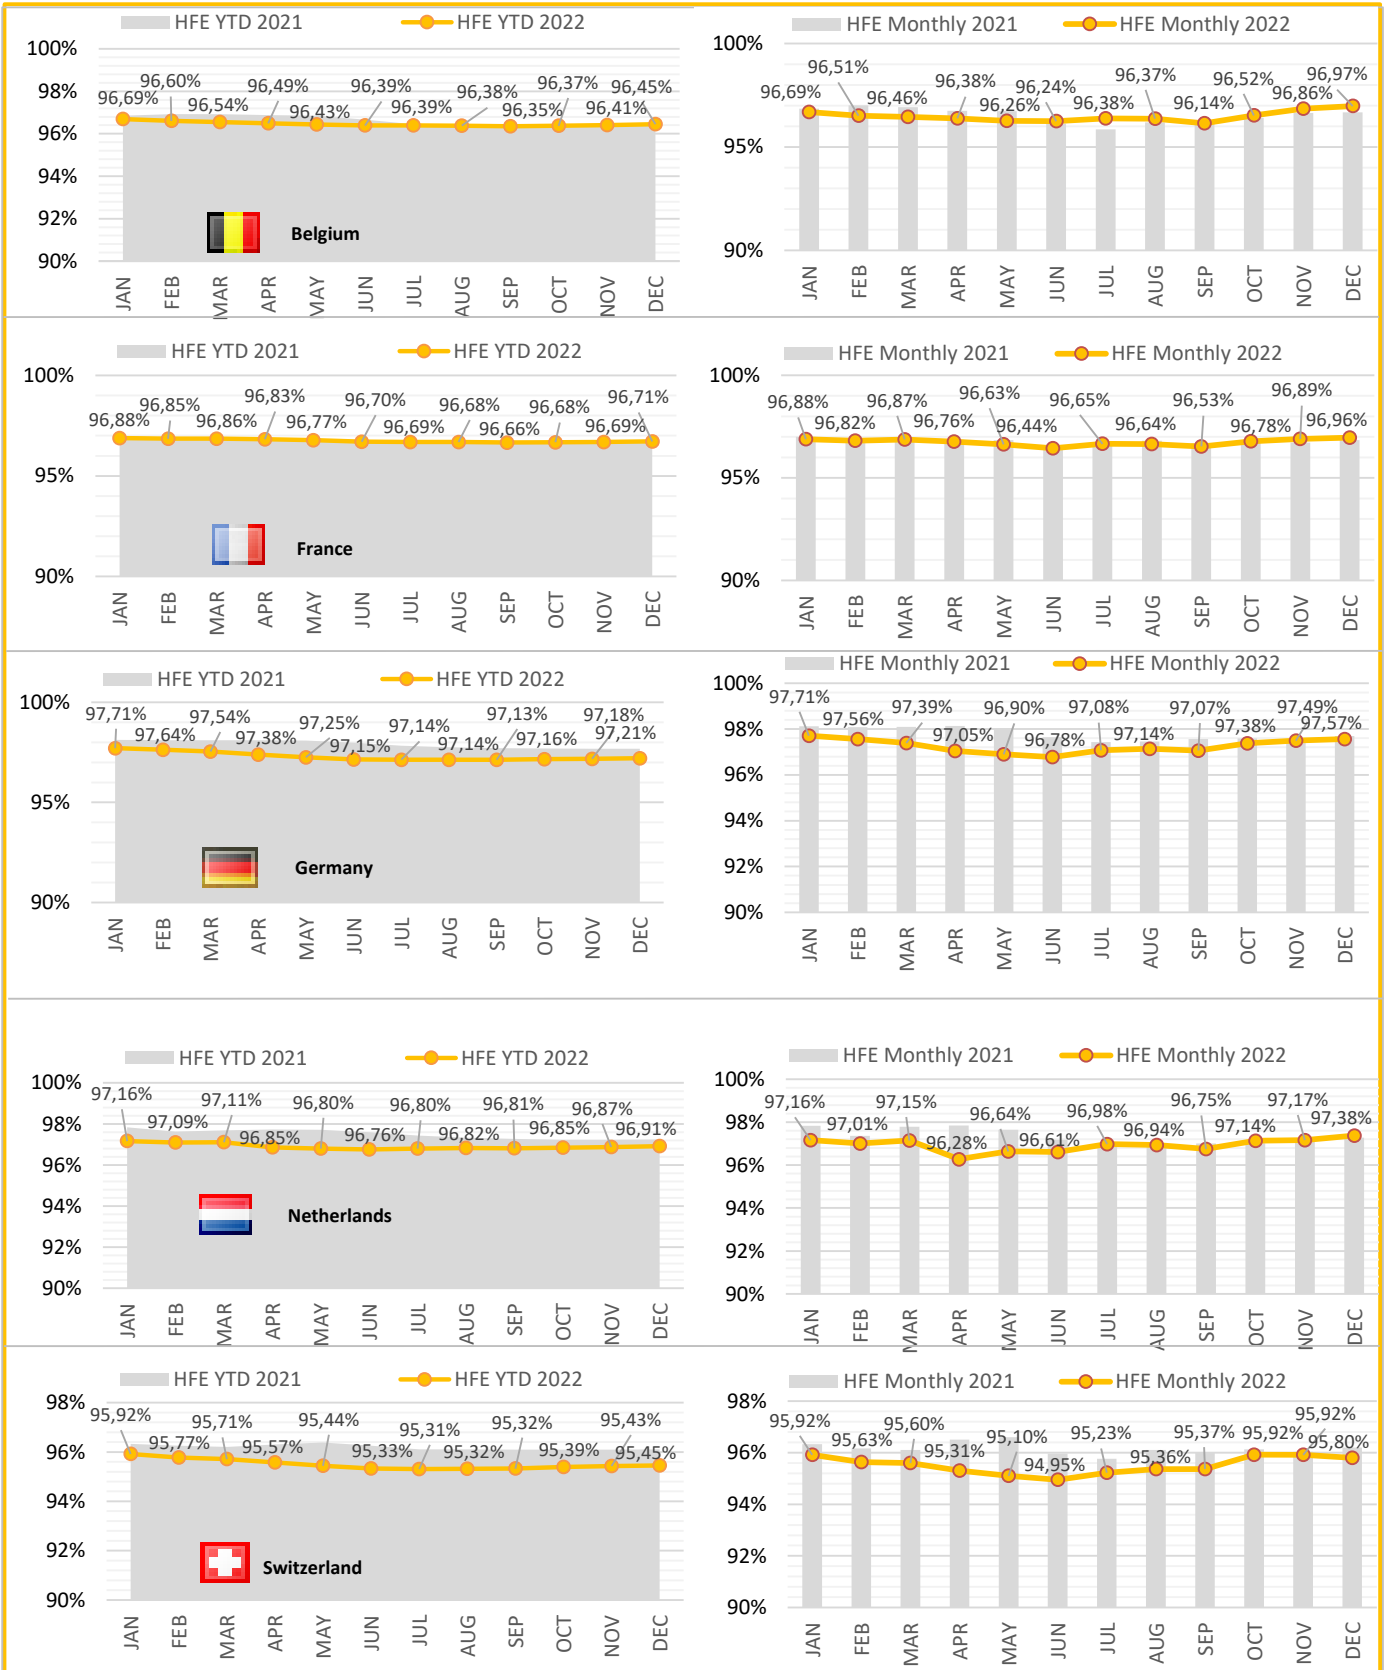 HFE YTD 2021 HFE YTD 2022
100%
98%
96%
94%
92%
90%
96,69% 96,60% 96,54% 96,49% 96,43% 96,39% 96,39% 96,38% 96,35% 96,37% 96,41% 96,45%
Belgium
JAN FEB MAR APR MAY JUN JUL AUG SEP OCT NOV DEC
HFE Monthly 2021 HFE Monthly 2022
100%
95%
90%
96,69% 96,51% 96,46% 96,38% 96,26% 96,24% 96,38% 96,37% 96,14% 96,52% 96,86% 96,97%
JAN FEB MAR APR MAY JUN JUL AUG SEP OCT NOV DEC
HFE YTD 2021 HFE YTD 2022
100%
95%
90%
96,88% 96,85% 96,86% 96,83% 96,77% 96,70% 96,69% 96,68% 96,66% 96,68% 96,69% 96,71%
France
JAN FEB MAR APR MAY JUN JUL AUG SEP OCT NOV DEC
HFE Monthly 2021 HFE Monthly 2022
100%
95%
90%
96,88% 96,82% 96,87% 96,76% 96,63% 96,44% 96,65% 96,64% 96,53% 96,78% 96,89% 96,96%
JAN FEB MAR APR MAY JUN JUL AUG SEP OCT NOV DEC
HFE YTD 2021 HFE YTD 2022
100%
95%
90%
97,71% 97,64% 97,54% 97,38% 97,25% 97,15% 97,14% 97,14% 97,13% 97,16% 97,18% 97,21%
Germany
JAN FEB MAR APR MAY JUN JUL AUG SEP OCT NOV DEC
HFE Monthly 2021 HFE Monthly 2022
100%
98%
96%
94%
92%
90%
97,71% 97,56% 97,39% 97,05% 96,90% 96,78% 97,08% 97,14% 97,07% 97,38% 97,49% 97,57%
JAN FEB MAR APR MAY JUN JUL AUG SEP OCT NOV DEC
HFE YTD 2021 HFE YTD 2022
100%
98%
96%
94%
92%
90%
97,16% 97,09% 97,11% 96,85% 96,80% 96,76% 96,80% 96,82% 96,81% 96,85% 96,87% 96,91%
Netherlands
JAN FEB MAR APR MAY JUN JUL AUG SEP OCT NOV DEC
HFE Monthly 2021 HFE Monthly 2022
100%
98%
96%
94%
92%
90%
97,16% 97,01% 97,15% 96,28% 96,64% 96,61% 96,98% 96,94% 96,75% 97,14% 97,17% 97,38%
JAN FEB MAR APR MAY JUN JUL AUG SEP OCT NOV DEC
HFE YTD 2021 HFE YTD 2022
98%
96%
94%
92%
90%
95,92% 95,77% 95,71% 95,57% 95,44% 95,33% 95,31% 95,32% 95,32% 95,39% 95,43% 95,45%
Switzerland
JAN FEB MAR APR MAY JUN JUL AUG SEP OCT NOV DEC
HFE Monthly 2021 HFE Monthly 2022
98%
96%
94%
92%
90%
95,92% 95,63% 95,60% 95,31% 95,10% 94,95% 95,23% 95,36% 95,37% 95,92% 95,92% 95,80%
JAN FEB MAR APR MAY JUN JUL AUG SEP OCT NOV DEC